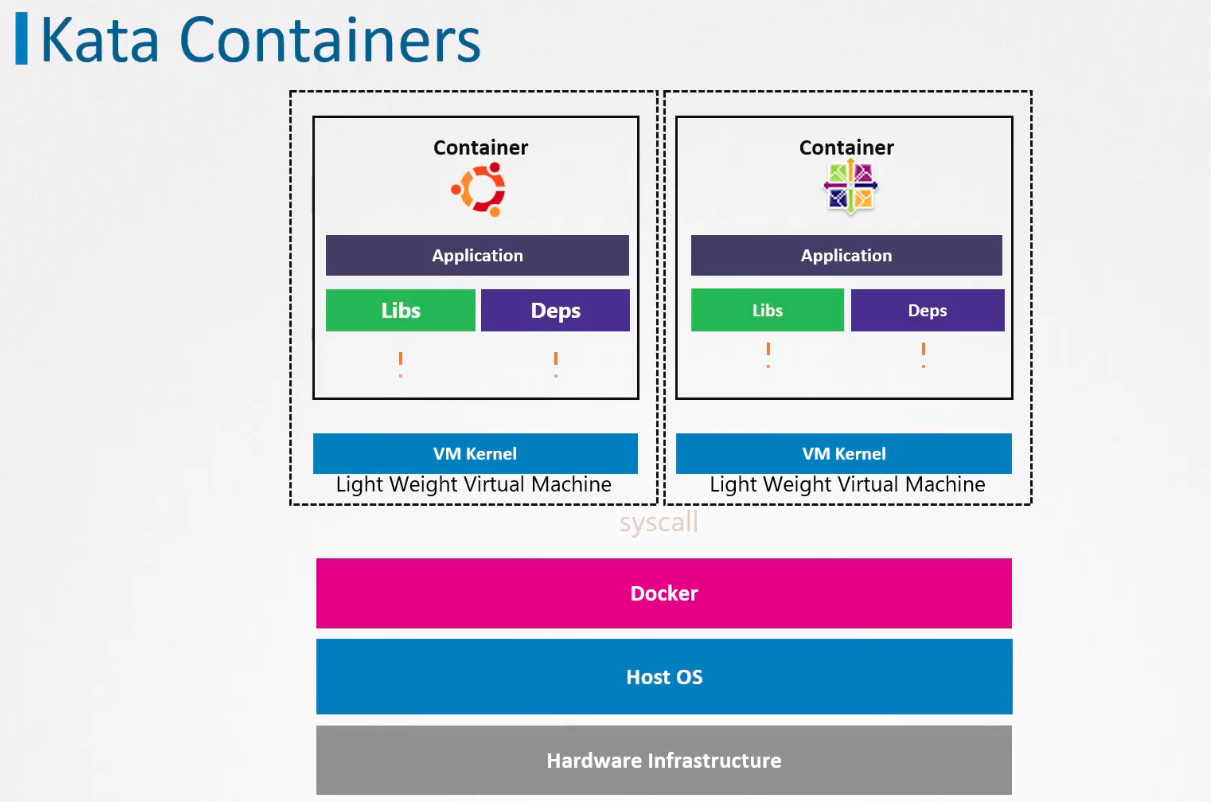 Kata Containers
Container
Container
Application
Application
Libs
Deps
Libs
Deps
!
!
!
!
VM Kernel
VM Kernel
Light Weight Virtual Machine
Light Weight Virtual Machine
syscall
Docker
Host OS
Hardware Infrastructure